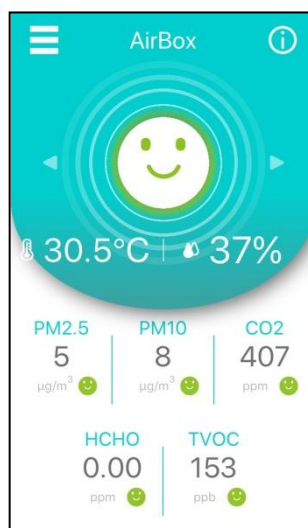 AirBox
30.5°C | 37%
PM2.5 PM10 CO2
5 8 407
μg/m³ μg/m³ ppm
HCHO TVOC
0.00 153
ppm ppb